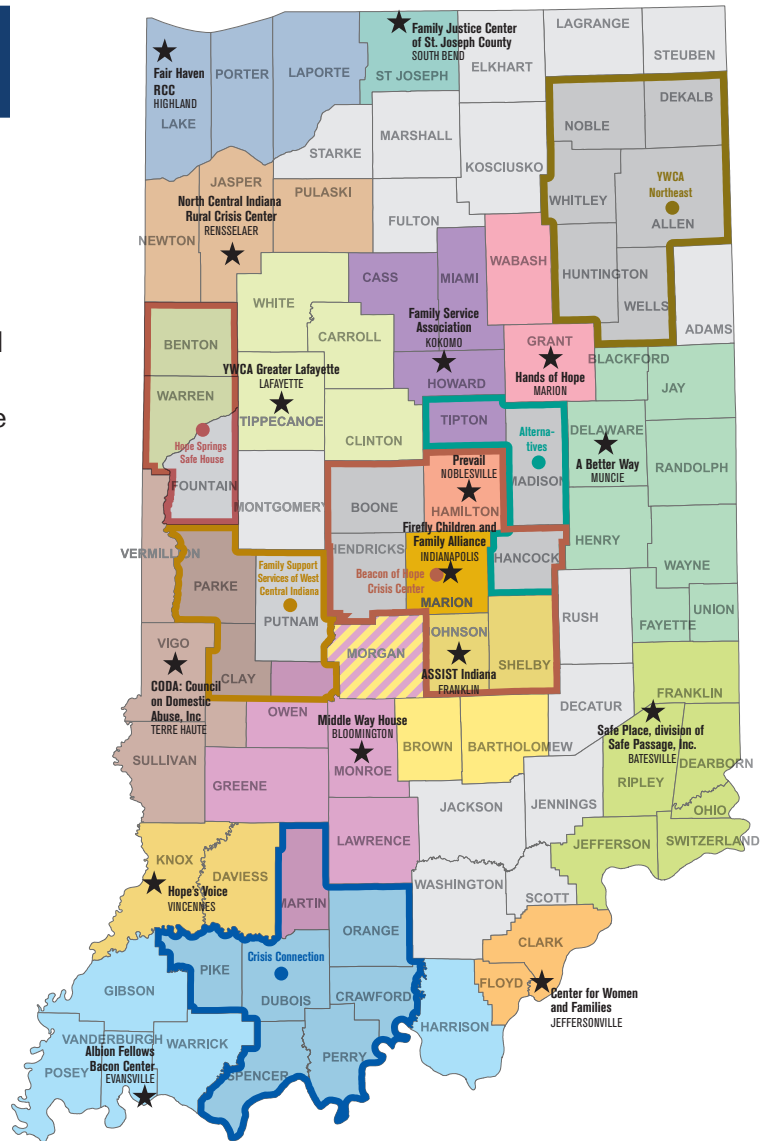 LAGRANGE
STEUBEN
Family Justice Center
of St. Joseph County
SOUTH BEND
ST JOSEPH
ELKHART
Fair Haven
RCC
HIGHLAND
LAKE
PORTER
LAPORTE
DEKALB
NOBLE
MARSHALL
STARKE
KOSCIUSKO
YWCA
Northeast
ALLEN
WHITLEY
JASPER
PULASKI
North Central Indiana
Rural Crisis Center
RENSSELAER
NEWTON
FULTON
WABASH
HUNTINGTON
WELLS
ADAMS
CASS
MIAMI
WHITE
CARROLL
Family Service
Association
KOKOMO
HOWARD
GRANT
Hands of Hope
MARION
BLACKFORD
JAY
BENTON
WARREN
YWCA Greater Lafayette
LAFAYETTE
TIPPECANOE
CLINTON
TIPTON
Alterna-
tives
MADISON
DELAWARE
A Better Way
MUNCIE
RANDOLPH
Hope Springs
Safe House
FOUNTAIN
MONTGOMERY
BOONE
Prevail
NOBLESVILLE
HAMILTON
Firefly Children and
Family Alliance
INDIANAPOLIS
MARION
Beacon of Hope
Crisis Center
HENDRICKS
HANCOCK
HENRY
WAYNE
VERMILLION
PARKE
Family Support
Services of West
Central Indiana
PUTNAM
RUSH
FAYETTE
UNION
VIGO
CODA: Council
on Domestic
Abuse, Inc
TERRE HAUTE
CLAY
MORGAN
OHNSON
ASSIST Indiana
FRANKLIN
SHELBY
DECATUR
FRANKLIN
OWEN
Middle Way House
BLOOMINGTON
MONROE
BROWN
BARTHOLOMEW
Safe Place, division of
Safe Passage, Inc.
BATESVILLE
DEARBORN
RIPLEY
OHIO
SULLIVAN
GREENE
JACKSON
JENNINGS
JEFFERSON
SWITZERLAND
LAWRENCE
KNOX
DAVIESS
Hope's Voice
VINCENNES
MARTIN
WASHINGTON
SCOTT
ORANGE
CLARK
FLOYD
Center for Women
and Families
JEFFERSONVILLE
Crisis Connection
PIKE
DUBOIS
CRAWFORD
HARRISON
GIBSON
VANDERBURGH
WARRICK
POSEY
Albion Fellows
Bacon Center
EVANSVILLE
SPENCER
PERRY